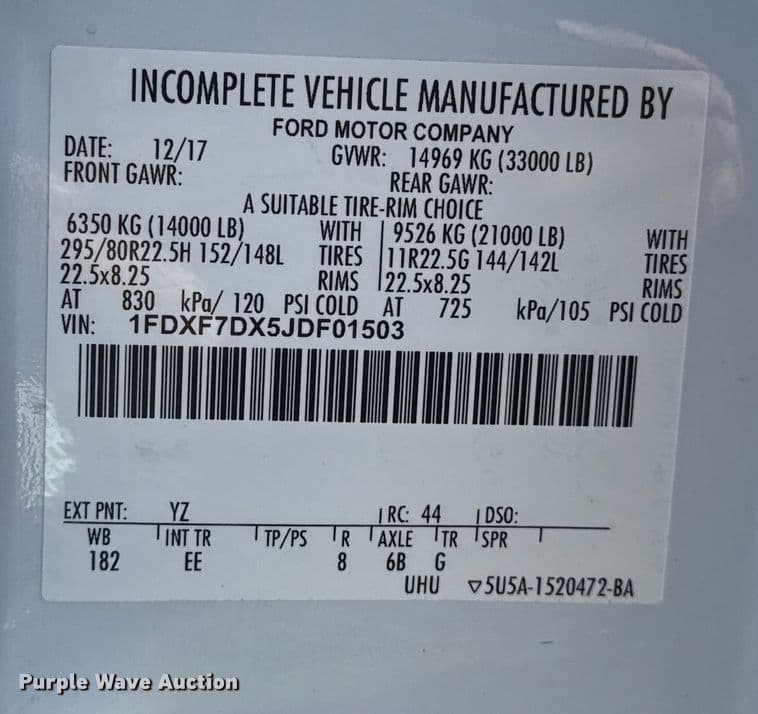 INCOMPLETE VEHICLE MANUFACTURED BY
FORD MOTOR COMPANY
DATE: 12/17 GVWR: 14969 KG (33000 LB)
FRONT GAWR: REAR GAWR:
A SUITABLE TIRE-RIM CHOICE
6350 KG (14000 LB) WITH 9526 KG (21000 LB) WITH
295/80R22.5H 152/148L TIRES 11R22.5G 144/142L TIRES
22.5x8.25 RIMS 22.5x8.25 RIMS
AT 830 kPa/ 120 PSI COLD AT 725 kPa/105 PSI COLD
VIN: 1FDXF7DX5JDF01503
EXT PNT: YZ RC: 44 DSO:
WB INT TR TP/PS R AXLE TR SPR
182 EE 8 6B G
UHU ▽5U5A-1520472-BA
Purple Wave Auction